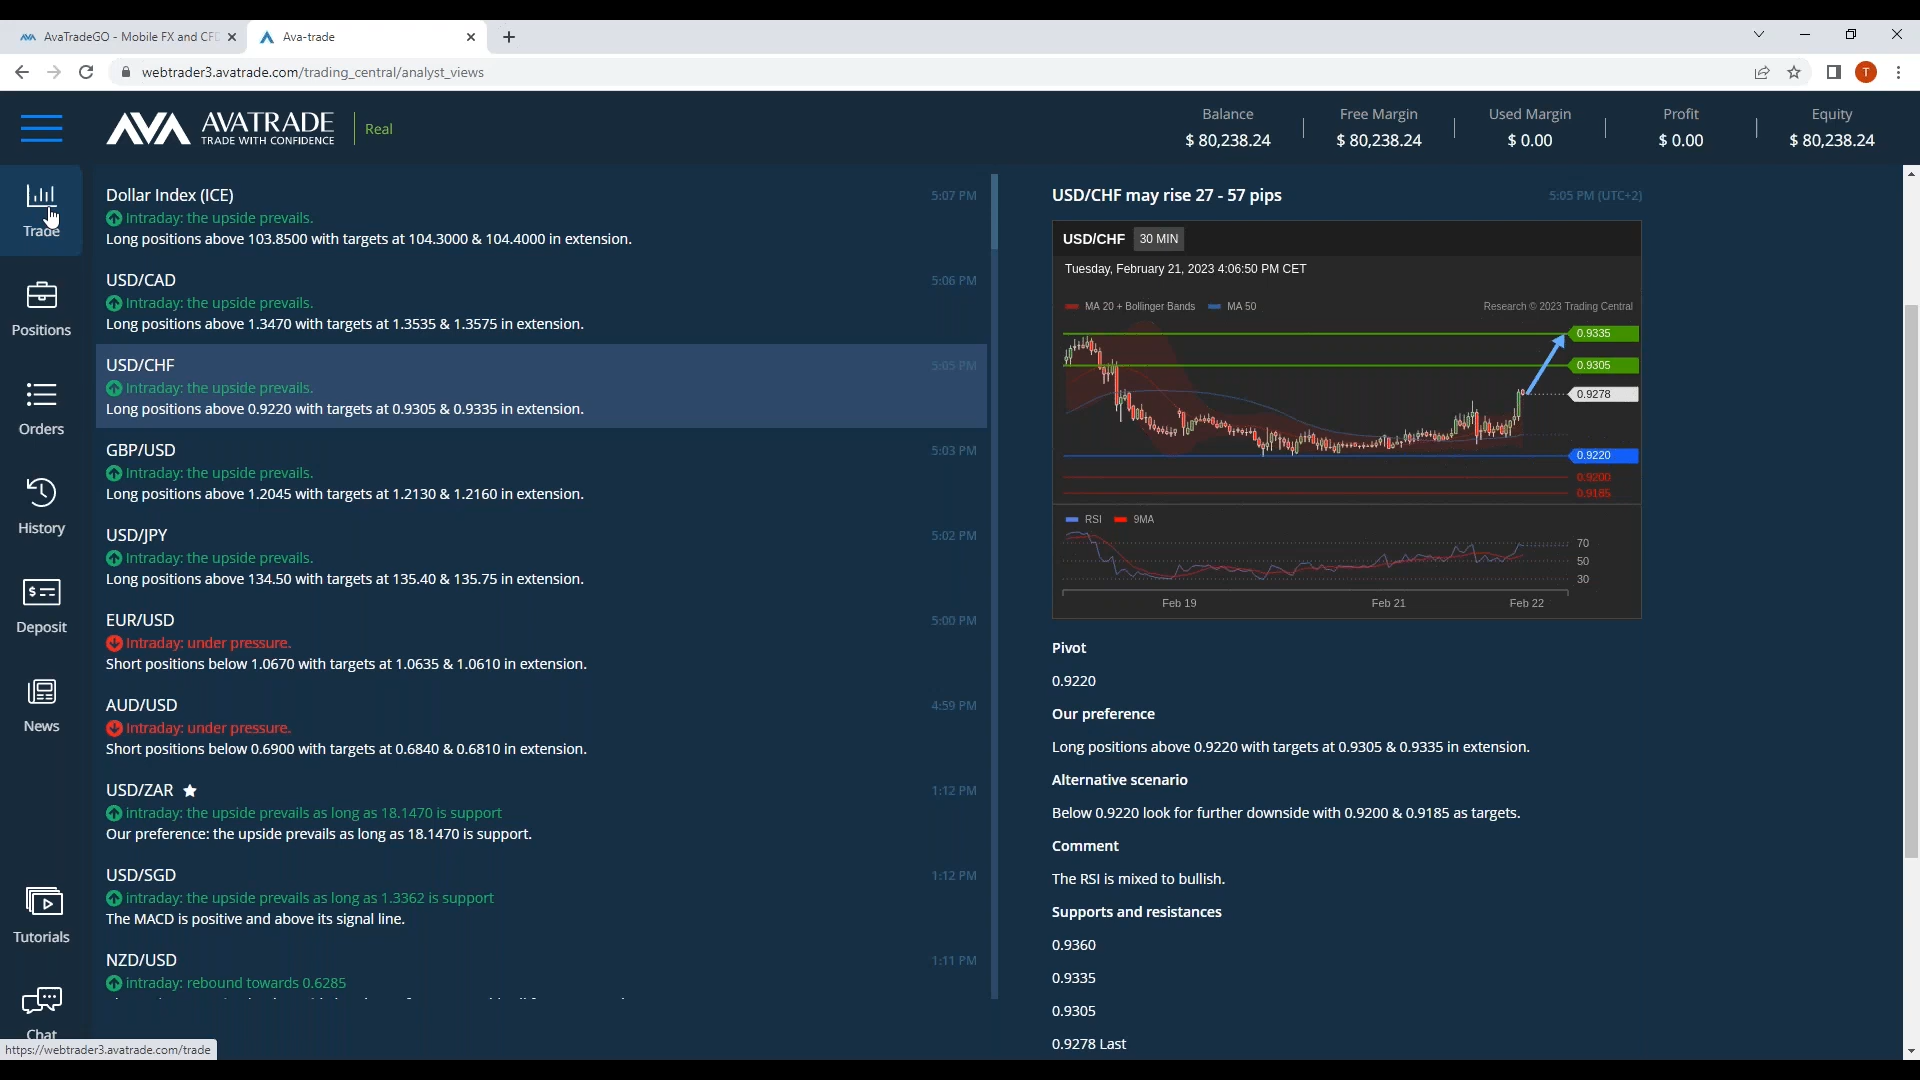 AvaTradeGO - Mobile FX and CFD
Ava-trade
webtrader3.avatrade.com/trading_central/analyst_views
T
AVA AVATRADE
TRADE WITH CONFIDENCE
Real
Balance
$ 80,238.24
Free Margin
$ 80,238.24
Used Margin
$ 0.00
Profit
$ 0.00
Equity
$ 80,238.24
Trade
Positions
Orders
History
Deposit
News
Tutorials
Chat
Dollar Index (ICE) 5:07 PM
Intraday: the upside prevails.
Long positions above 103.8500 with targets at 104.3000 & 104.4000 in extension.
USD/CAD 5:06 PM
Intraday: the upside prevails.
Long positions above 1.3470 with targets at 1.3535 & 1.3575 in extension.
USD/CHF 5:05 PM
Intraday: the upside prevails.
Long positions above 0.9220 with targets at 0.9305 & 0.9335 in extension.
GBP/USD 5:03 PM
Intraday: the upside prevails.
Long positions above 1.2045 with targets at 1.2130 & 1.2160 in extension.
USD/JPY 5:02 PM
Intraday: the upside prevails.
Long positions above 134.50 with targets at 135.40 & 135.75 in extension.
EUR/USD 5:00 PM
Intraday: under pressure.
Short positions below 1.0670 with targets at 1.0635 & 1.0610 in extension.
AUD/USD 4:59 PM
Intraday: under pressure.
Short positions below 0.6900 with targets at 0.6840 & 0.6810 in extension.
USD/ZAR 1:12 PM
intraday: the upside prevails as long as 18.1470 is support
Our preference: the upside prevails as long as 18.1470 is support.
USD/SGD 1:12 PM
intraday: the upside prevails as long as 1.3362 is support
The MACD is positive and above its signal line.
NZD/USD 1:11 PM
intraday: rebound towards 0.6285
USD/CHF may rise 27 - 57 pips 5:05 PM (UTC+2)
USD/CHF 30 MIN
Tuesday, February 21, 2023 4:06:50 PM CET
MA 20 + Bollinger Bands MA 50 Research © 2023 Trading Central
0.9335
0.9305
0.9278
0.9220
0.9200
0.9185
RSI 9MA
70
50
30
Feb 19 Feb 21 Feb 22
Pivot
0.9220
Our preference
Long positions above 0.9220 with targets at 0.9305 & 0.9335 in extension.
Alternative scenario
Below 0.9220 look for further downside with 0.9200 & 0.9185 as targets.
Comment
The RSI is mixed to bullish.
Supports and resistances
0.9360
0.9335
0.9305
0.9278 Last
https://webtrader3.avatrade.com/trade